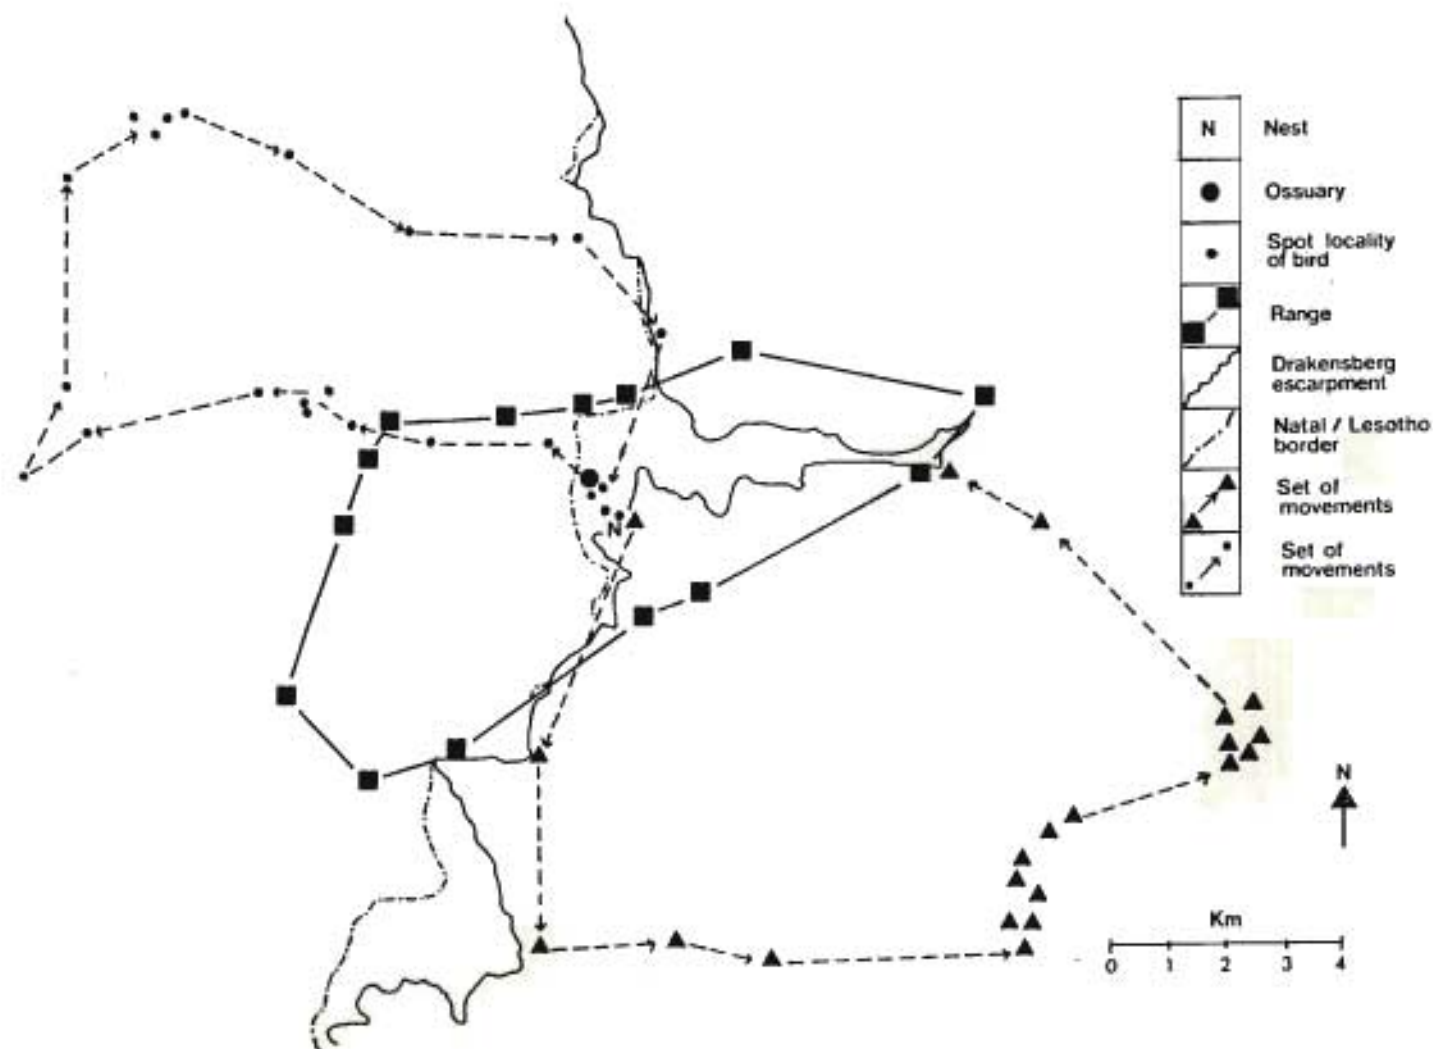 N
Nest
Ossuary
Spot locality
of bird
Range
Drakensberg
escarpment
Natal / Lesotho
border
Set of
movements
Set of
movements
N
N
Km
0 1 2 3 4